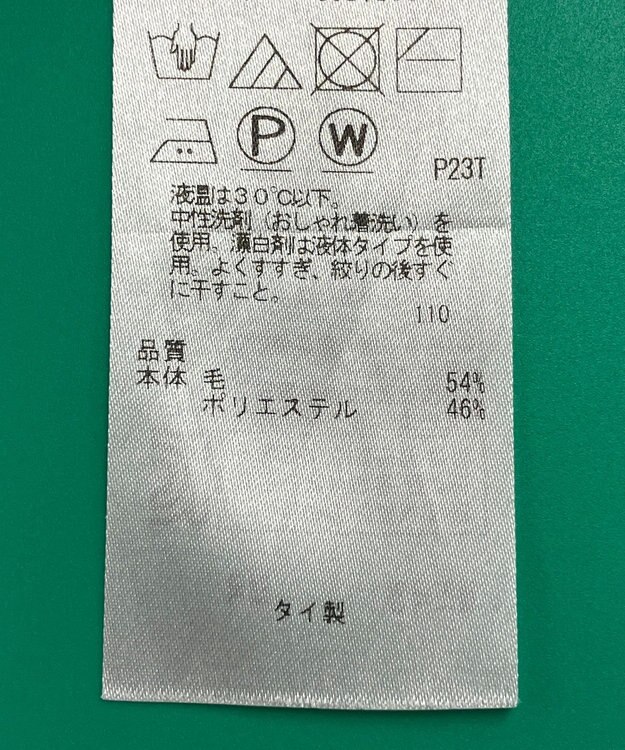 P
W
P23T
液温は30℃以下。
中性洗剤(おしゃれ着洗い)を
使用。漂白剤は液体タイプを使
用。よくすすぎ、絞りの後すぐ
に干すこと。
110
品質
本体 毛 54%
ポリエステル 46%
タイ製